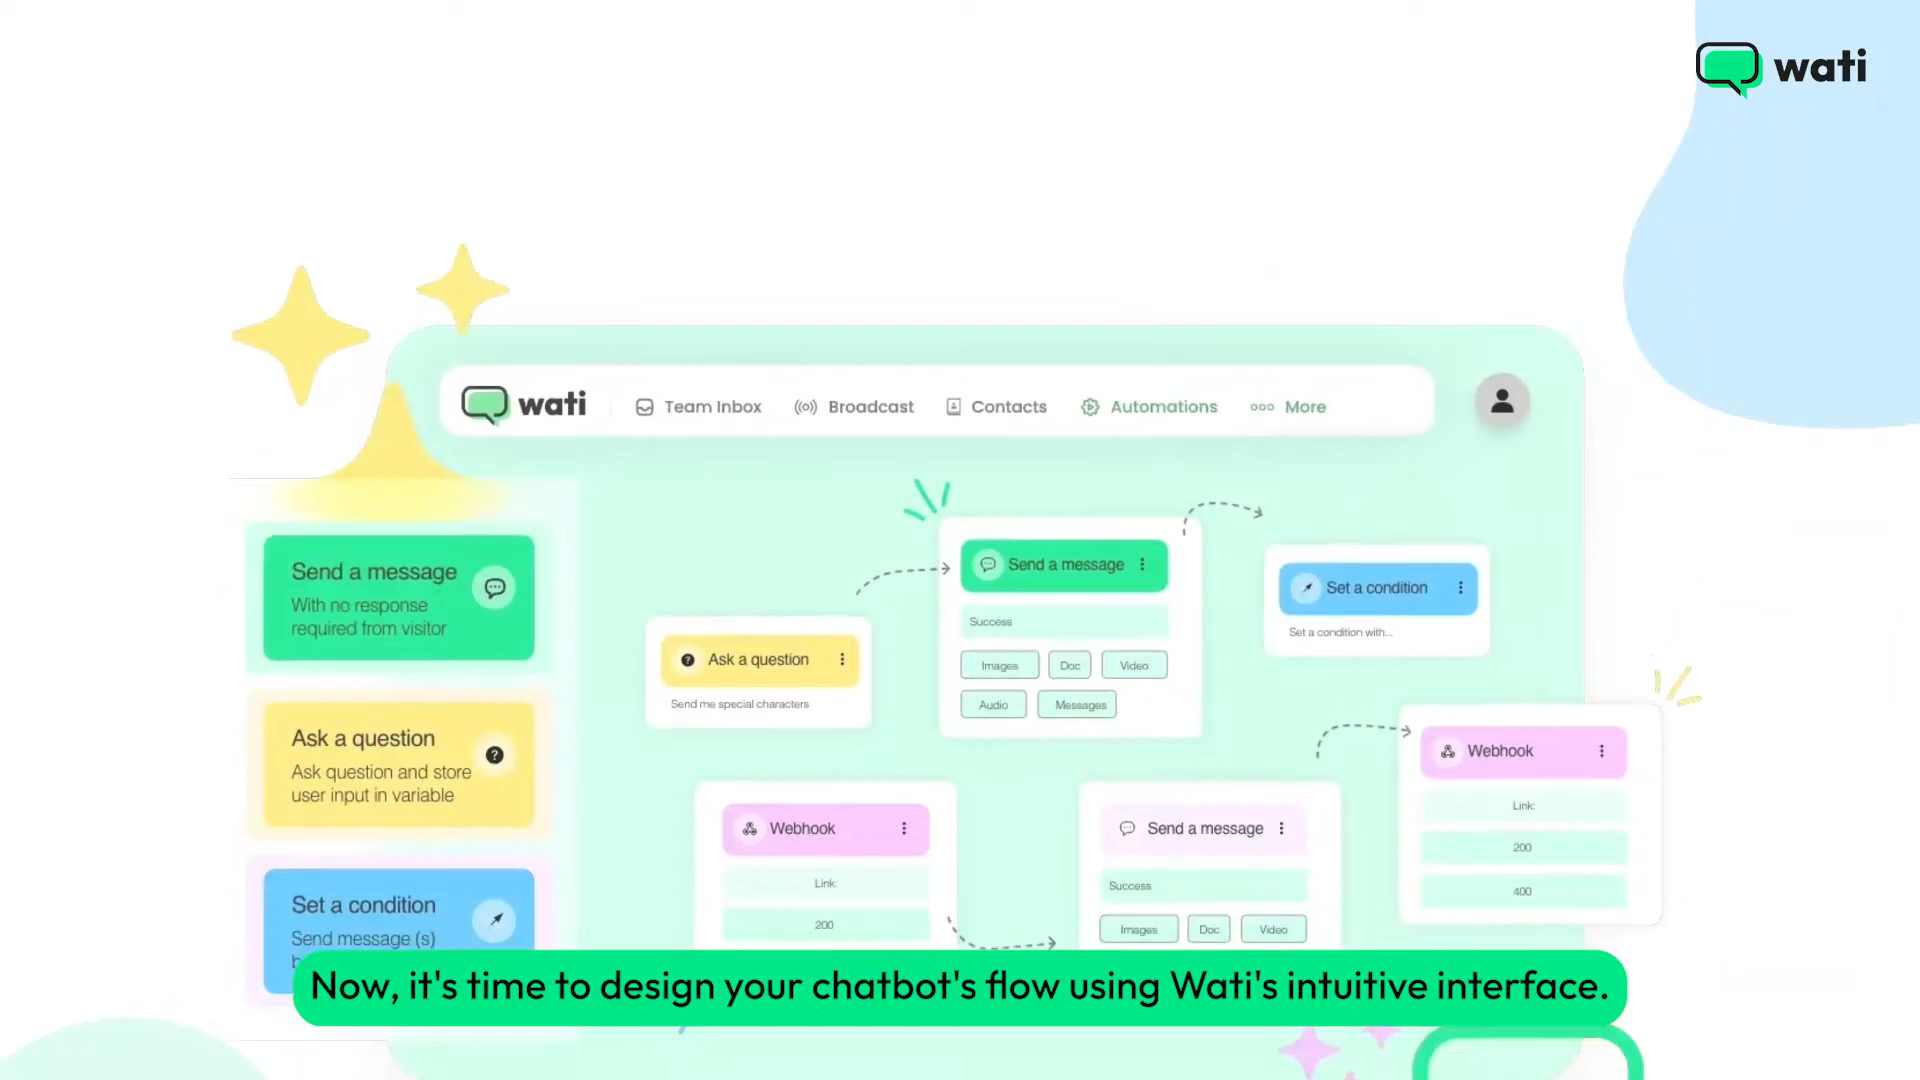 wati
wati
Team Inbox
Broadcast
Contacts
Automations
More
Send a message
With no response
required from visitor
Ask a question
Ask question and store
user input in variable
Set a condition
Send message (s)
Ask a question
Send me special characters
Send a message
Success
Images Doc Video
Audio Messages
Set a condition
Set a condition with...
Webhook
Link:
200
Send a message
Success
Images Doc Video
Webhook
Link:
200
400
Now, it's time to design your chatbot's flow using Wati's intuitive interface.